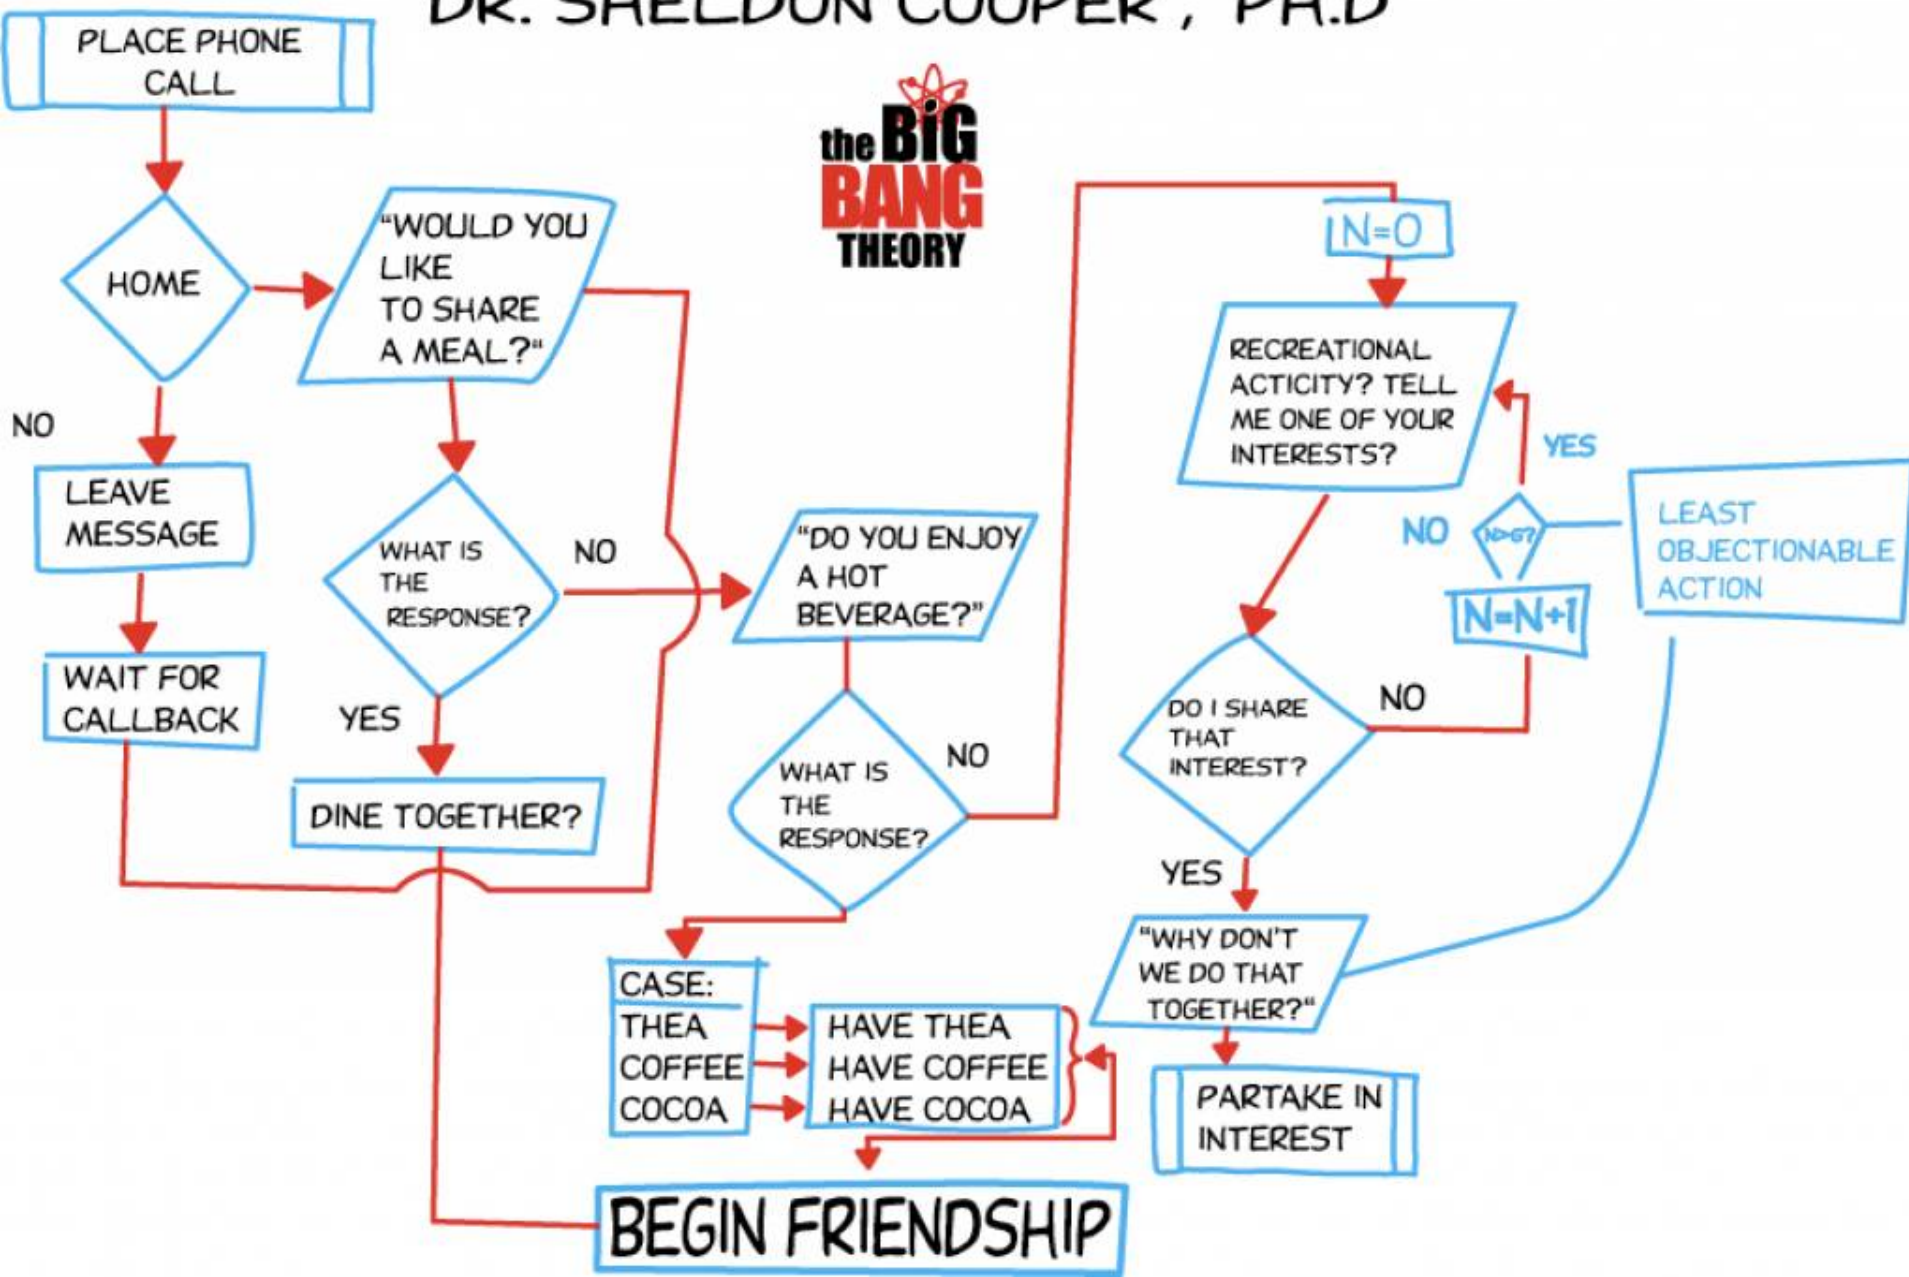 DR. SHELDON COOPER , PH.D
PLACE PHONE
CALL
the BiG
BANG
THEORY
HOME
"WOULD YOU
LIKE
TO SHARE
A MEAL?"
N=0
RECREATIONAL
ACTICITY? TELL
ME ONE OF YOUR
INTERESTS?
NO
LEAVE
MESSAGE
WHAT IS
THE
RESPONSE?
NO
"DO YOU ENJOY
A HOT
BEVERAGE?"
YES
NO
N>6?
LEAST
OBJECTIONABLE
ACTION
N=N+1
WAIT FOR
CALLBACK
YES
DINE TOGETHER?
WHAT IS
THE
RESPONSE?
NO
DO I SHARE
THAT
INTEREST?
NO
YES
"WHY DON'T
WE DO THAT
TOGETHER?"
CASE:
THEA
COFFEE
COCOA
HAVE THEA
HAVE COFFEE
HAVE COCOA
PARTAKE IN
INTEREST
BEGIN FRIENDSHIP